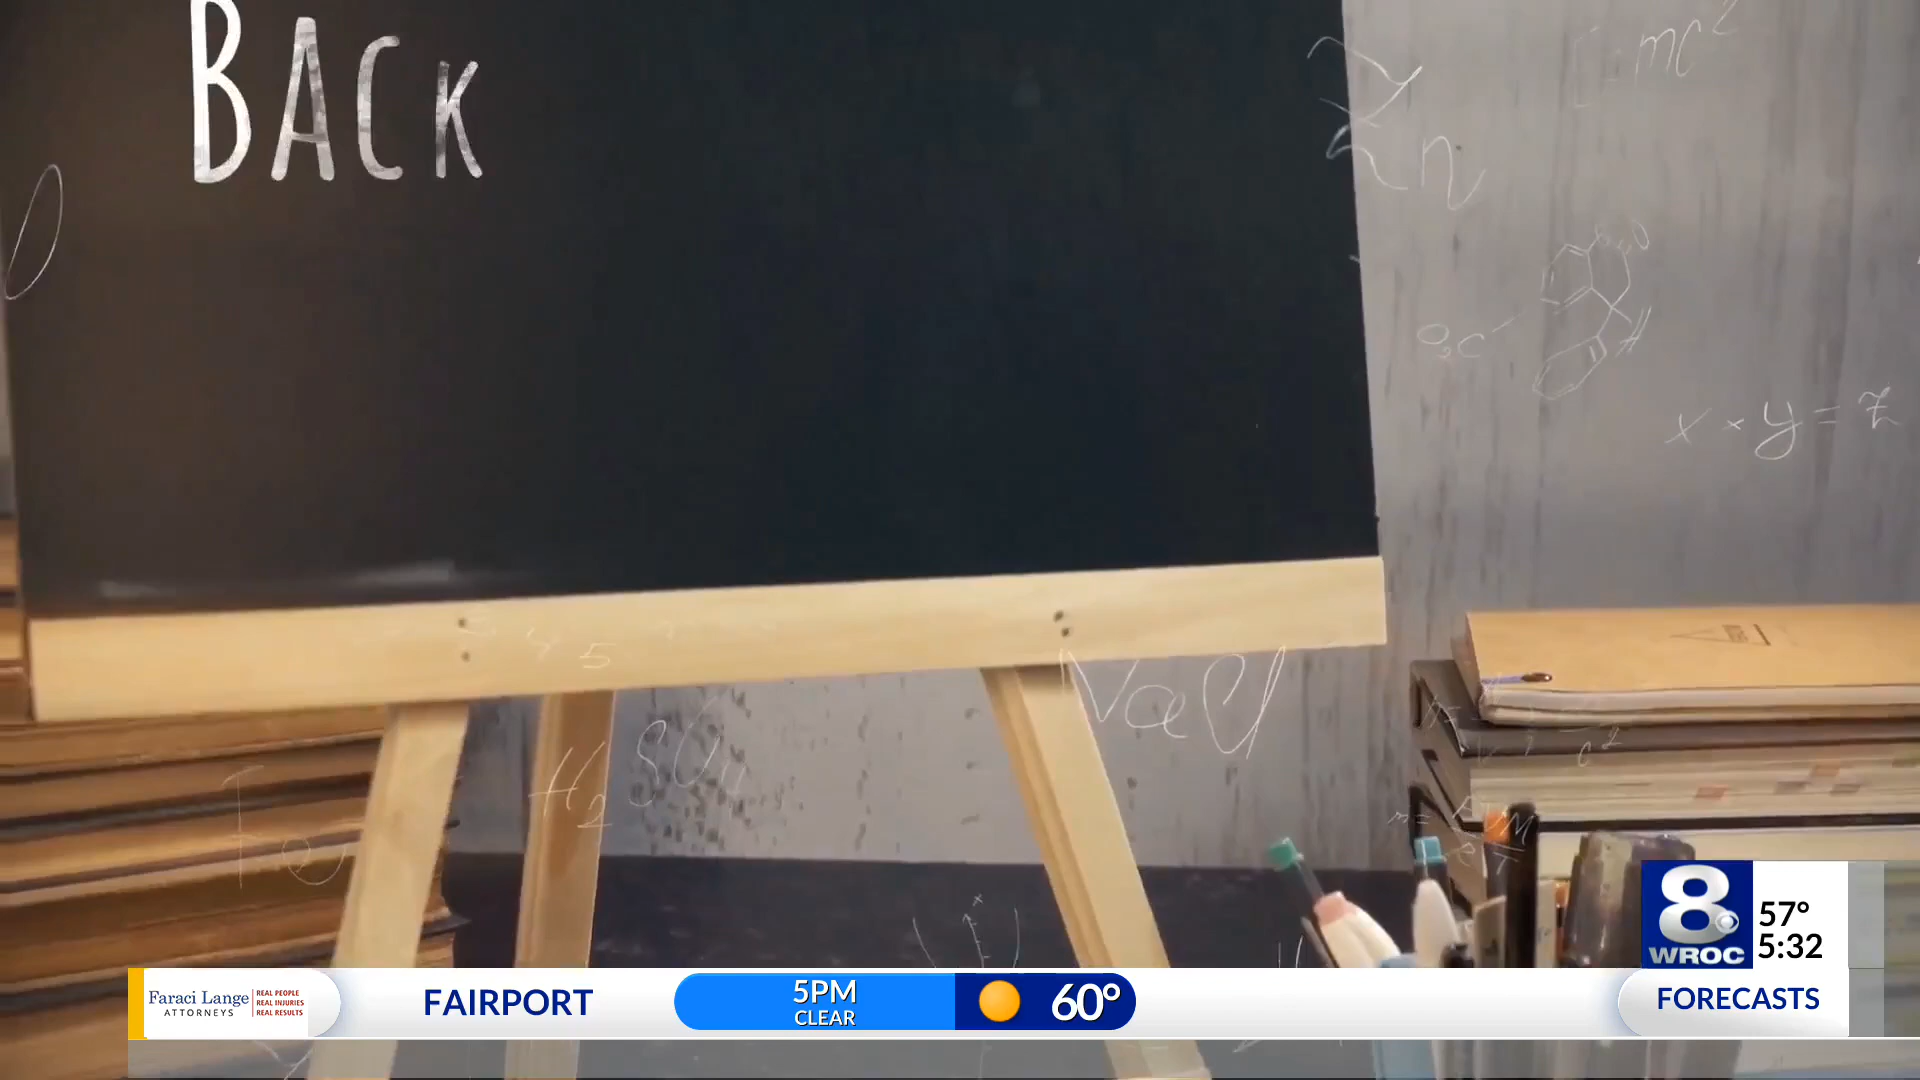 BACK
E=mc²
Zn
x × y = z
NaCl
H₂SO₄
8
WROC
57°
5:32
Faraci Lange
ATTORNEYS
REAL PEOPLE
REAL INJURIES
REAL RESULTS
FAIRPORT
5PM
CLEAR
60°
FORECASTS